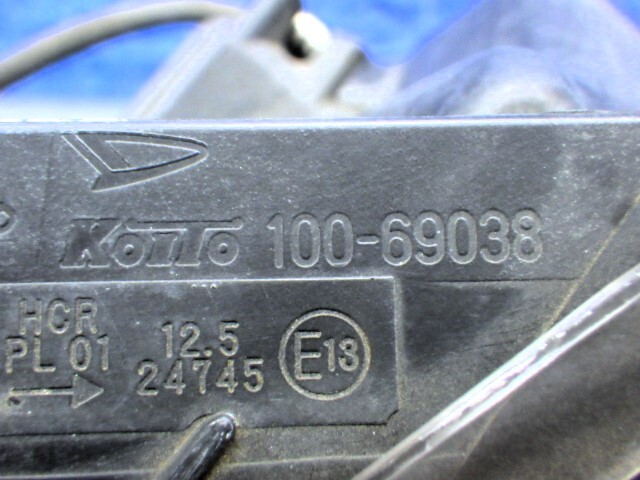 KOITO 100-69038
HCR 12.5
PL 01 24745
E13